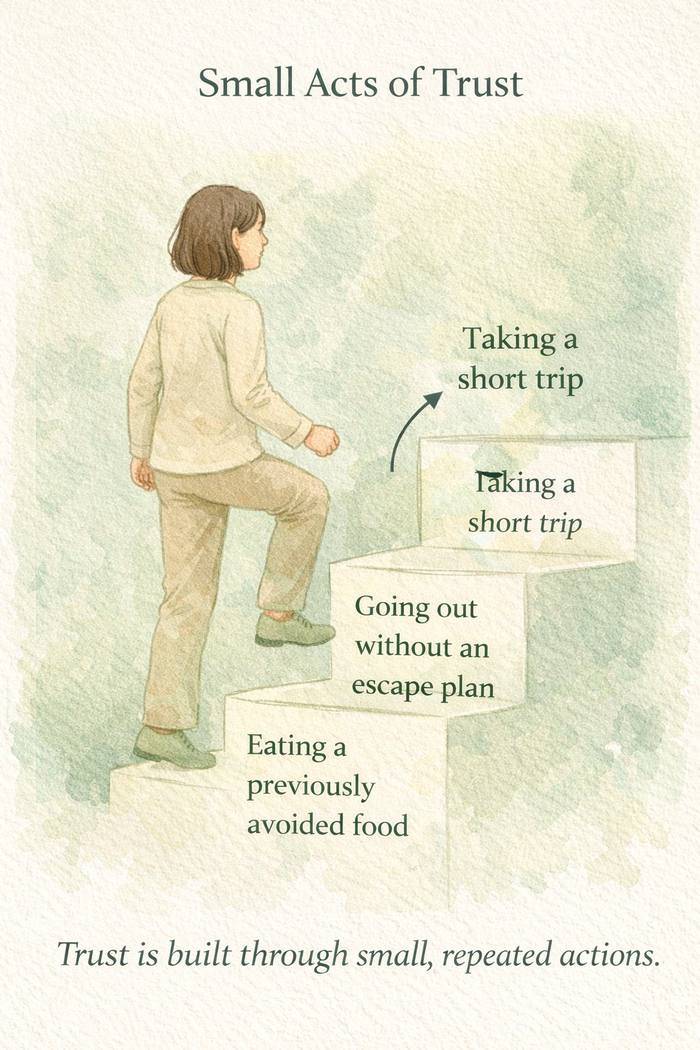 Small Acts of Trust
Taking a
short trip
Taking a
short trip
Going out
without an
escape plan
Eating a
previously
avoided food
Trust is built through small, repeated actions.